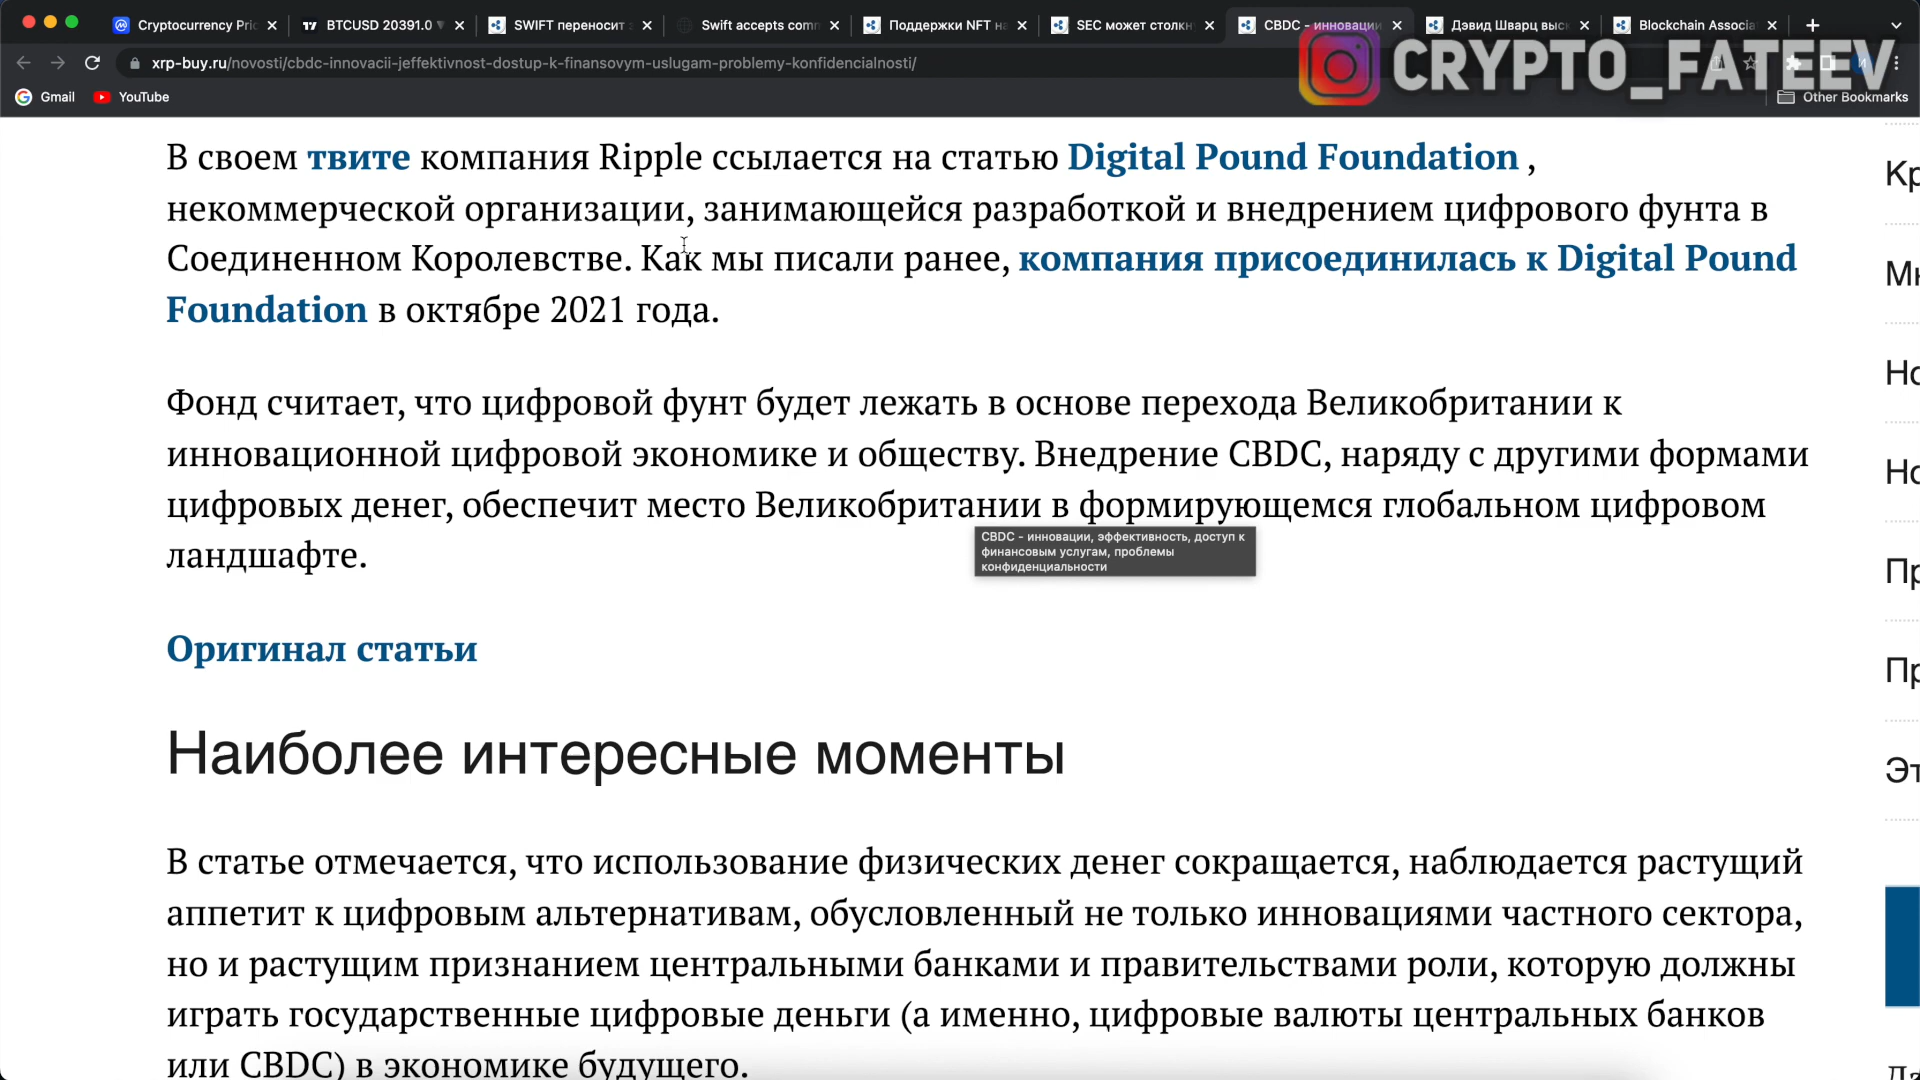 Cryptocurrency Pric
BTCUSD 20391.0
SWIFT переносит
Swift accepts comm
Поддержки NFT на
SEC может столкн
CBDC - инновации
Дэвид Шварц выс
Blockchain Associa
xrp-buy.ru/novosti/cbdc-innovacii-jeffektivnost-dostup-k-finansovym-uslugam-problemy-konfidencialnosti/
CRYPTO_FATEEV
Gmail
YouTube
Other Bookmarks
В своем твите компания Ripple ссылается на статью Digital Pound Foundation ,
некоммерческой организации, занимающейся разработкой и внедрением цифрового фунта в
Соединенном Королевстве. Как мы писали ранее, компания присоединилась к Digital Pound
Foundation в октябре 2021 года.
Фонд считает, что цифровой фунт будет лежать в основе перехода Великобритании к
инновационной цифровой экономике и обществу. Внедрение CBDC, наряду с другими формами
цифровых денег, обеспечит место Великобритании в формирующемся глобальном цифровом
ландшафте.
CBDC - инновации, эффективность, доступ к
финансовым услугам, проблемы
конфиденциальности
Оригинал статьи
Наиболее интересные моменты
В статье отмечается, что использование физических денег сокращается, наблюдается растущий
аппетит к цифровым альтернативам, обусловленный не только инновациями частного сектора,
но и растущим признанием центральными банками и правительствами роли, которую должны
играть государственные цифровые деньги (а именно, цифровые валюты центральных банков
или CBDC) в экономике будущего.